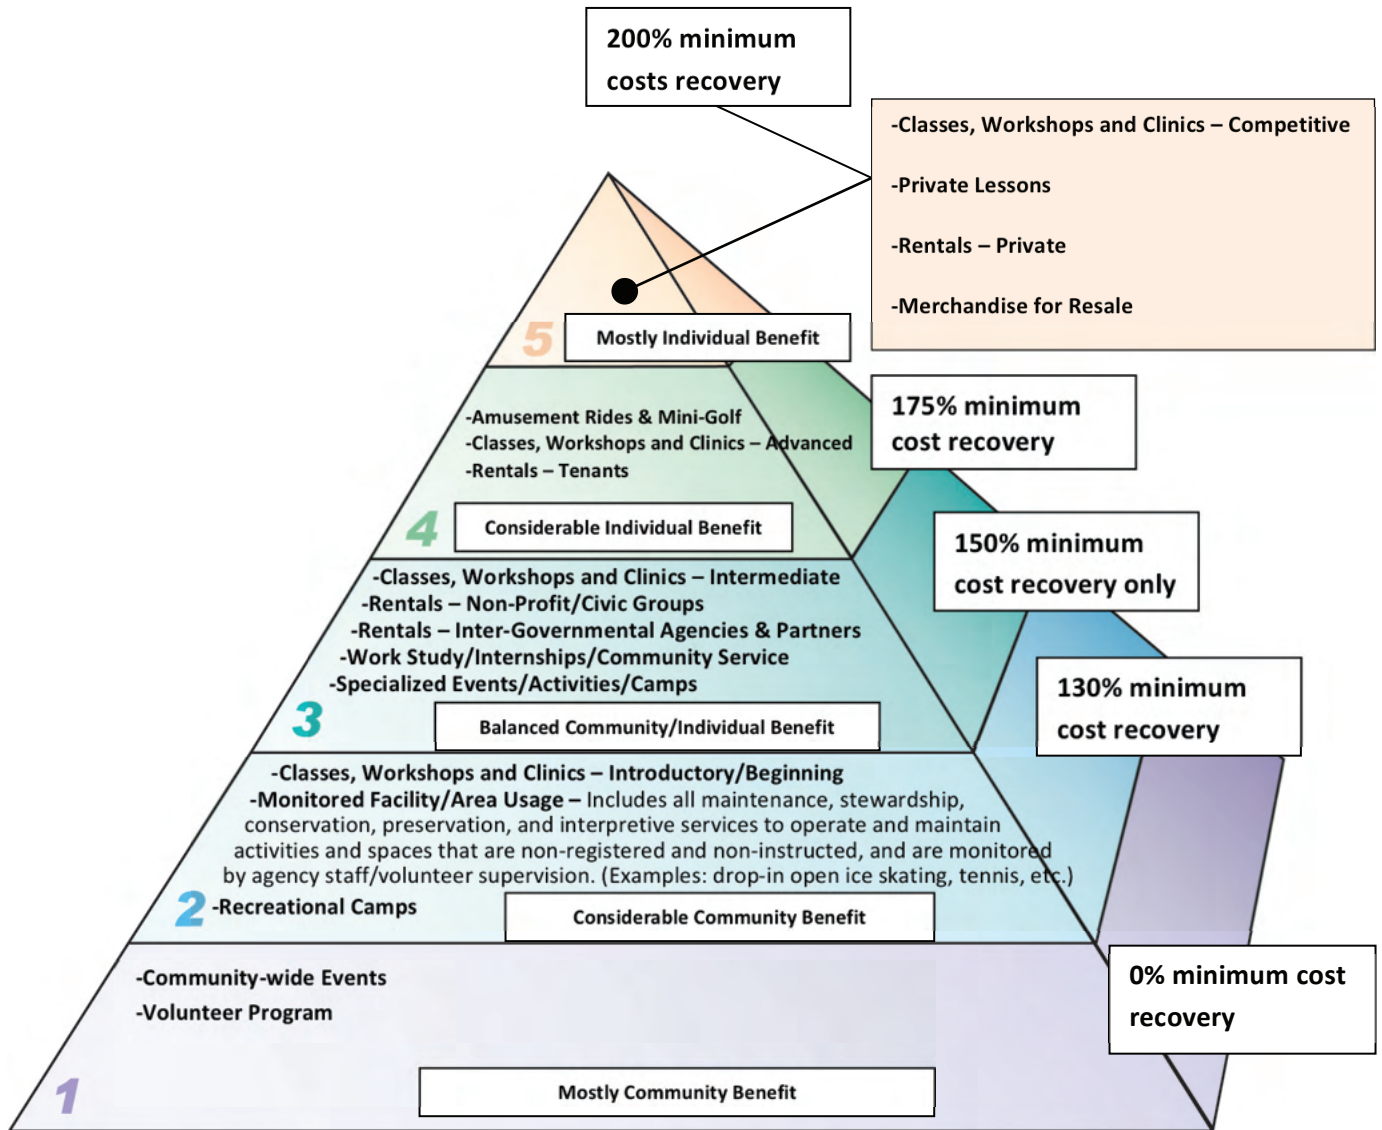 200% minimum
costs recovery
-Classes, Workshops and Clinics – Competitive
-Private Lessons
-Rentals – Private
-Merchandise for Resale
5
Mostly Individual Benefit
175% minimum
cost recovery
-Amusement Rides & Mini-Golf
-Classes, Workshops and Clinics – Advanced
-Rentals – Tenants
4
Considerable Individual Benefit
150% minimum
cost recovery only
-Classes, Workshops and Clinics – Intermediate
-Rentals – Non-Profit/Civic Groups
-Rentals – Inter-Governmental Agencies & Partners
-Work Study/Internships/Community Service
-Specialized Events/Activities/Camps
3
Balanced Community/Individual Benefit
130% minimum
cost recovery
-Classes, Workshops and Clinics – Introductory/Beginning
-Monitored Facility/Area Usage – Includes all maintenance, stewardship,
conservation, preservation, and interpretive services to operate and maintain
activities and spaces that are non-registered and non-instructed, and are monitored
by agency staff/volunteer supervision. (Examples: drop-in open ice skating, tennis, etc.)
2
-Recreational Camps
Considerable Community Benefit
0% minimum cost
recovery
-Community-wide Events
-Volunteer Program
1
Mostly Community Benefit